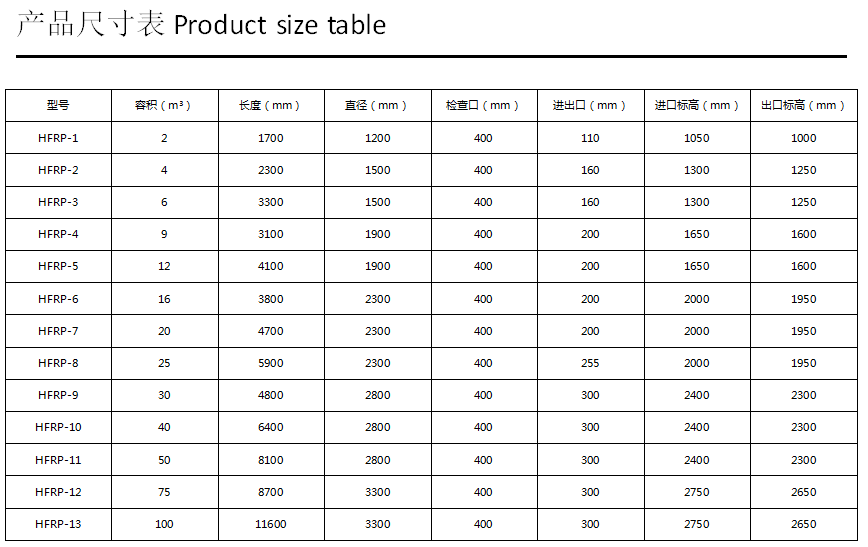 产品尺寸表 Product size table
型号 容积（m³） 长度（mm） 直径（mm） 检查口（mm） 进出口（mm） 进口标高（mm） 出口标高（mm）
HFRP-1 2 1700 1200 400 110 1050 1000
HFRP-2 4 2300 1500 400 160 1300 1250
HFRP-3 6 3300 1500 400 160 1300 1250
HFRP-4 9 3100 1900 400 200 1650 1600
HFRP-5 12 4100 1900 400 200 1650 1600
HFRP-6 16 3800 2300 400 200 2000 1950
HFRP-7 20 4700 2300 400 200 2000 1950
HFRP-8 25 5900 2300 400 255 2000 1950
HFRP-9 30 4800 2800 400 300 2400 2300
HFRP-10 40 6400 2800 400 300 2400 2300
HFRP-11 50 8100 2800 400 300 2400 2300
HFRP-12 75 8700 3300 400 300 2750 2650
HFRP-13 100 11600 3300 400 300 2750 2650